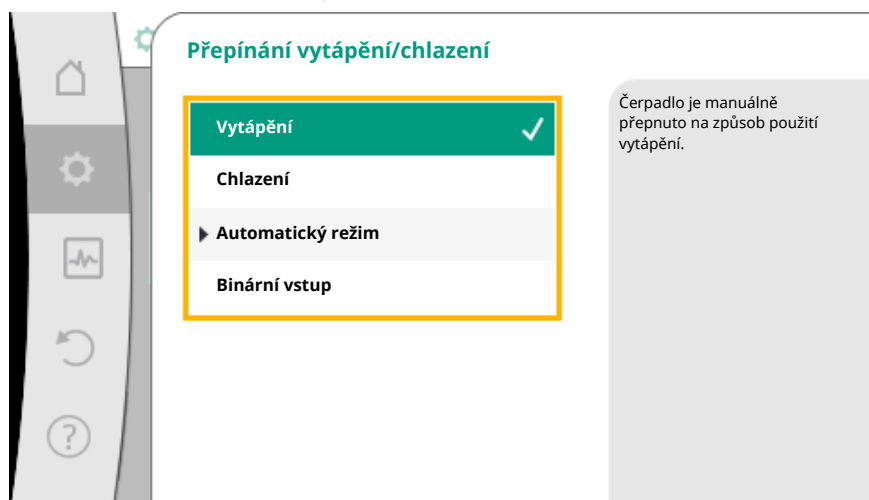 Přepínání vytápění/chlazení
Vytápění
Chlazení
Automatický režim
Binární vstup
Čerpadlo je manuálně
přepnuto na způsob použití
vytápění.
?